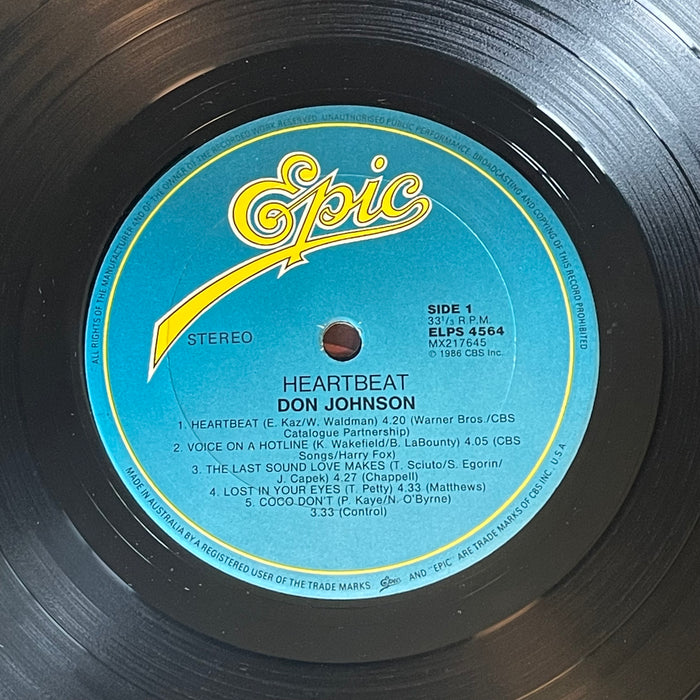 ALL RIGHTS OF THE MANUFACTURER AND OF THE OWNER OF THE RECORDED WORK RESERVED. UNAUTHORISED PUBLIC PERFORMANCE, BROADCASTING AND COPYING OF THIS RECORD PROHIBITED
Epic
STEREO
SIDE 1
33⅓ R.P.M.
ELPS 4564
MX217645
℗ 1986 CBS Inc.
HEARTBEAT
DON JOHNSON
1. HEARTBEAT (E. Kaz/W. Waldman) 4.20 (Warner Bros./CBS
Catalogue Partnership)
2. VOICE ON A HOTLINE (K. Wakefield/B. LaBounty) 4.05 (CBS
Songs/Harry Fox)
3. THE LAST SOUND LOVE MAKES (T. Sciuto/S. Egorin/
J. Capek) 4.27 (Chappell)
4. LOST IN YOUR EYES (T. Petty) 4.33 (Matthews)
5. COCO DON'T (P. Kaye/N. O'Byrne)
3.33 (Control)
MADE IN AUSTRALIA BY A REGISTERED USER OF THE TRADE MARKS Epic AND "EPIC" ARE TRADE MARKS OF CBS INC. U.S.A.